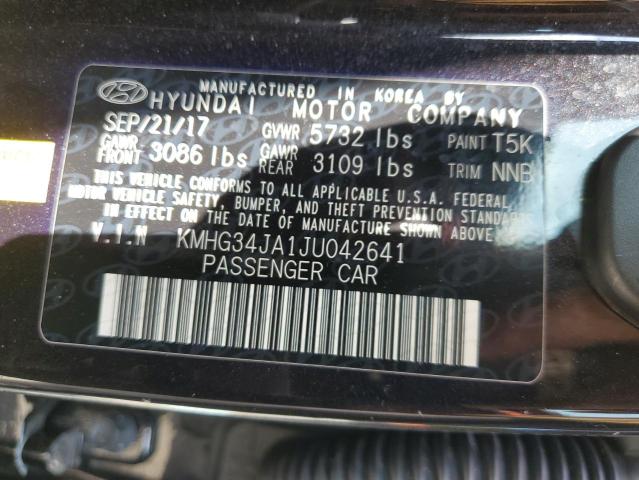 MANUFACTURED IN KOREA BY
HYUNDAI MOTOR COMPANY
SEP/21/17 GVWR 5732 lbs PAINT T5K
GAWR FRONT 3086 lbs GAWR REAR 3109 lbs TRIM NNB
THIS VEHICLE CONFORMS TO ALL APPLICABLE U.S.A. FEDERAL
MOTOR VEHICLE SAFETY, BUMPER, AND THEFT PREVENTION STANDARDS
IN EFFECT ON THE DATE OF MANUFACTURE SHOWN ABOVE.
V.I.N KMHG34JA1JU042641
PASSENGER CAR